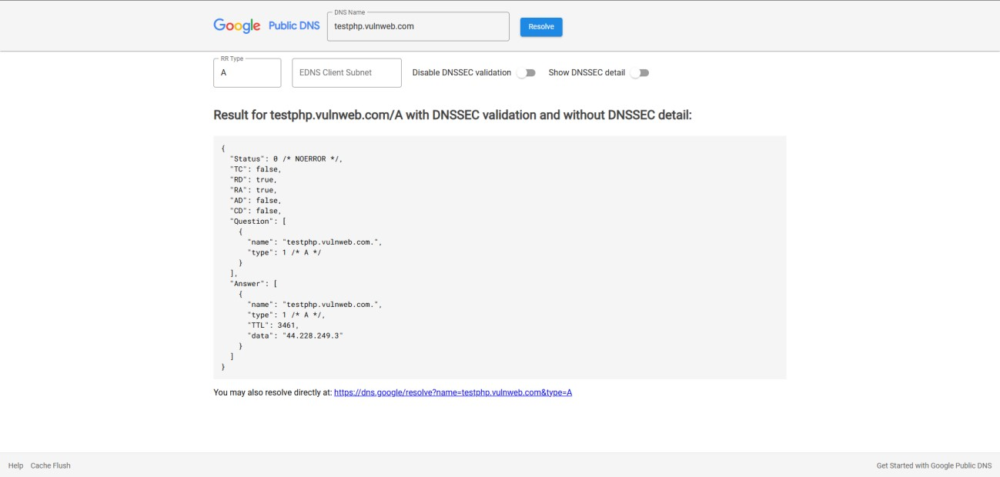 Google Public DNS
DNS Name
testphp.vulnweb.com
Resolve
RR Type
A
EDNS Client Subnet
Disable DNSSEC validation
Show DNSSEC detail
Result for testphp.vulnweb.com/A with DNSSEC validation and without DNSSEC detail:
{
  "Status": 0 /* NOERROR */,
  "TC": false,
  "RD": true,
  "RA": true,
  "AD": false,
  "CD": false,
  "Question": [
    {
      "name": "testphp.vulnweb.com.",
      "type": 1 /* A */
    }
  ],
  "Answer": [
    {
      "name": "testphp.vulnweb.com.",
      "type": 1 /* A */,
      "TTL": 3461,
      "data": "44.228.249.3"
    }
  ]
}
You may also resolve directly at: https://dns.google/resolve?name=testphp.vulnweb.com&type=A
Help Cache Flush
Get Started with Google Public DNS